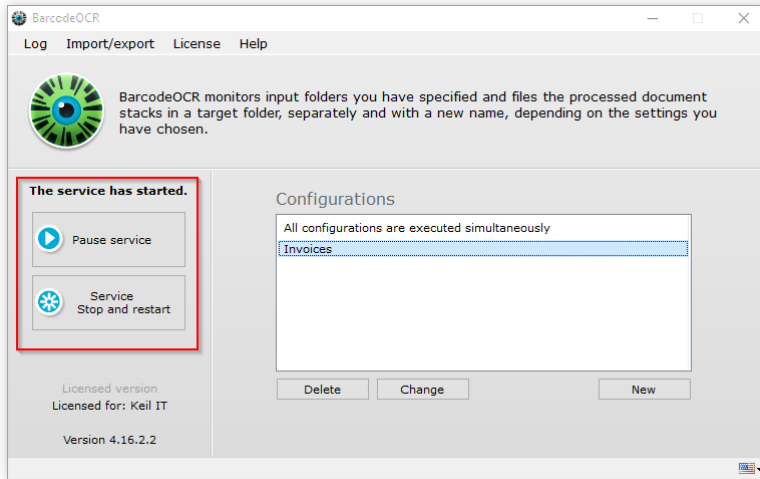 BarcodeOCR
Log Import/export License Help
BarcodeOCR monitors input folders you have specified and files the processed document
stacks in a target folder, separately and with a new name, depending on the settings you
have chosen.
The service has started.
Pause service
Service
Stop and restart
Licensed version
Licensed for: Keil IT
Version 4.16.2.2
Configurations
All configurations are executed simultaneously
Invoices
Delete Change New